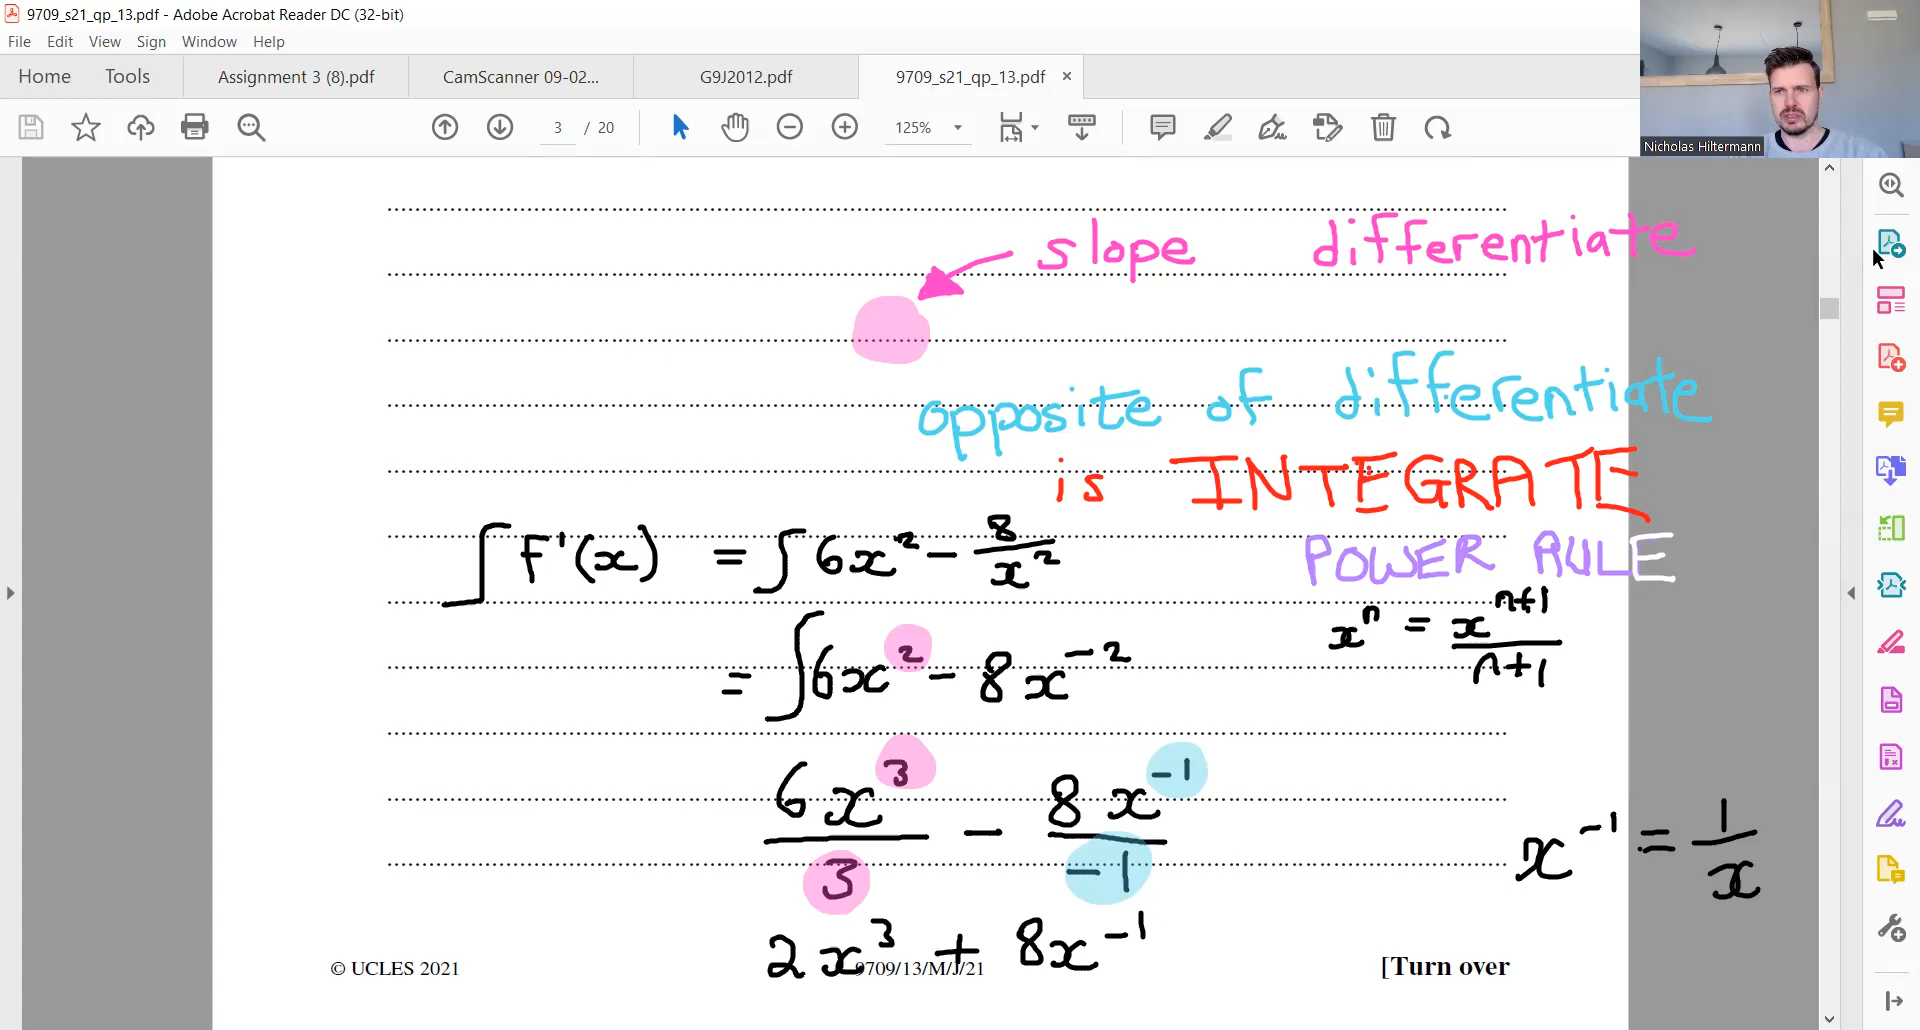 9709_s21_qp_13.pdf - Adobe Acrobat Reader DC (32-bit)
File Edit View Sign Window Help
Home Tools Assignment 3 (8).pdf CamScanner 09-02... G9J2012.pdf 9709_s21_qp_13.pdf ×
3 / 20 125%
Nicholas Hiltermann
slope differentiate
opposite of differentiate
is INTEGRATE
∫ f'(x) = ∫ 6x² - 8/x²
POWER RULE
xⁿ = xⁿ⁺¹/n+1
= ∫ 6x² - 8x⁻²
6x³/3 - 8x⁻¹/-1
x⁻¹ = 1/x
2x³ + 8x⁻¹
© UCLES 2021 9709/13/M/J/21 [Turn over